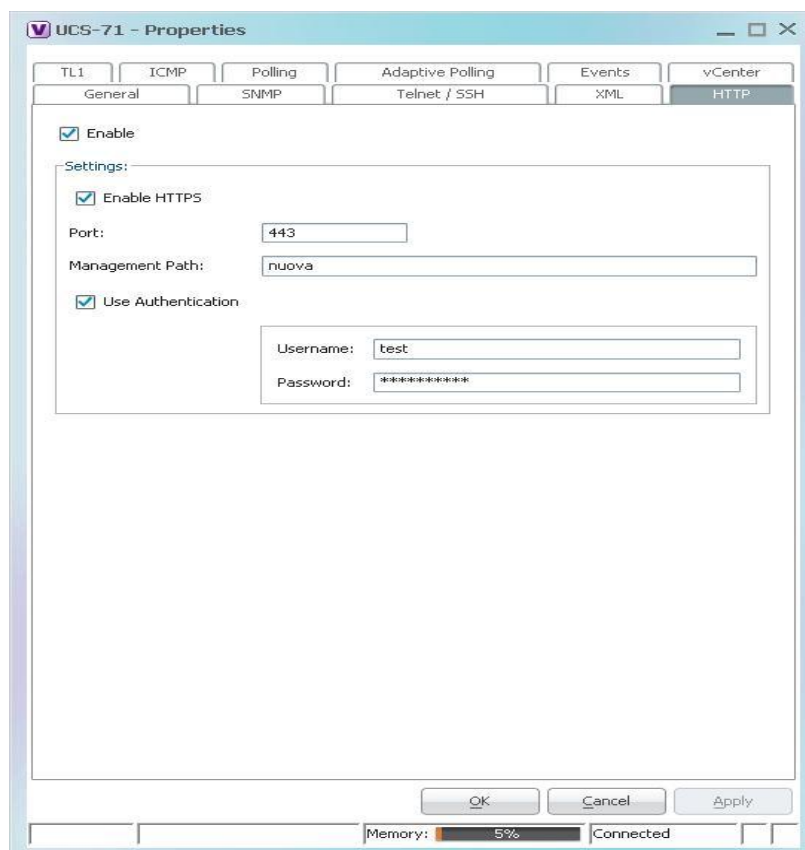 UCS-71 - Properties
TL1 ICMP Polling Adaptive Polling Events vCenter
General SNMP Telnet / SSH XML HTTP
Enable
Settings:
Enable HTTPS
Port: 443
Management Path: nuova
Use Authentication
Username: test
Password: **********
OK Cancel Apply
Memory: 5% Connected